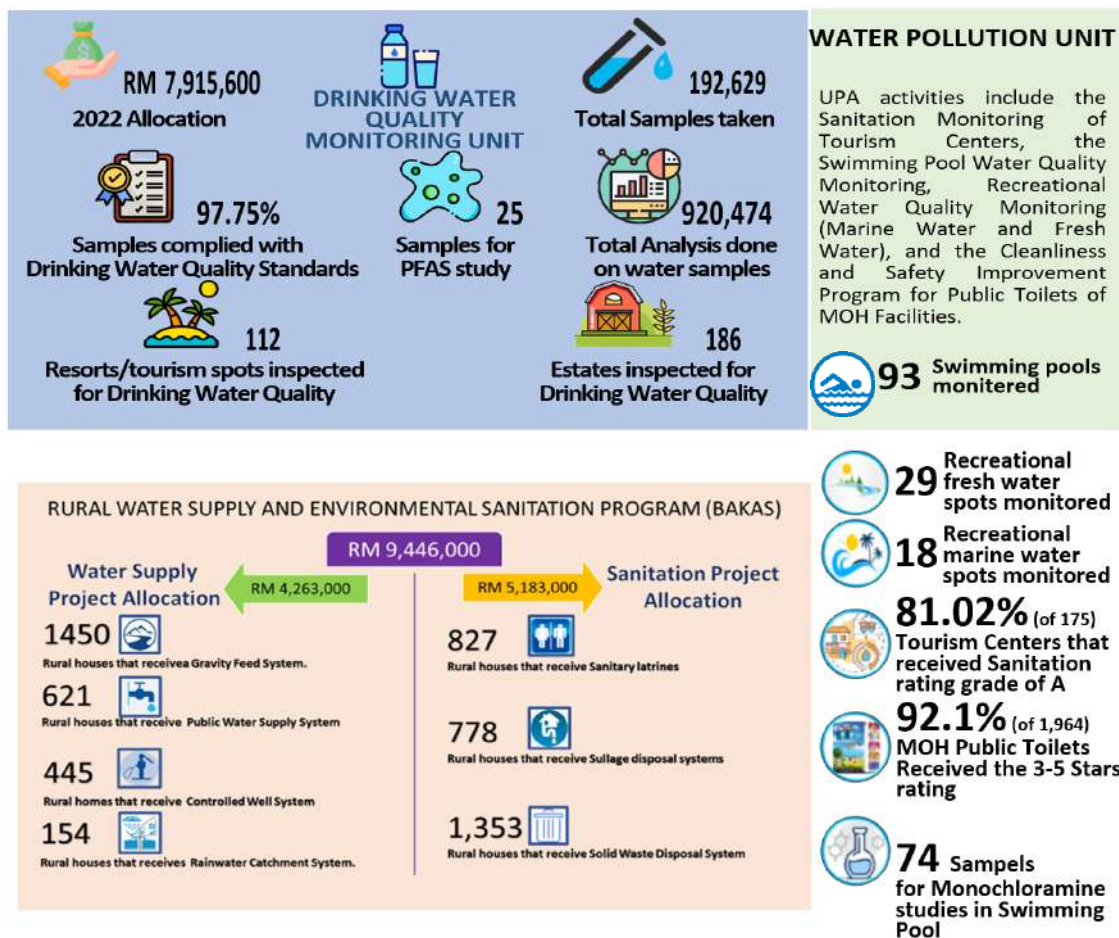 RM 7,915,600
2022 Allocation
DRINKING WATER
QUALITY
MONITORING UNIT
192,629
Total Samples taken
97.75%
Samples complied with
Drinking Water Quality Standards
25
Samples for
PFAS study
920,474
Total Analysis done
on water samples
112
Resorts/tourism spots inspected
for Drinking Water Quality
186
Estates inspected for
Drinking Water Quality
WATER POLLUTION UNIT
UPA activities include the
Sanitation Monitoring of
Tourism Centers, the
Swimming Pool Water Quality
Monitoring, Recreational
Water Quality Monitoring
(Marine Water and Fresh
Water), and the Cleanliness
and Safety Improvement
Program for Public Toilets of
MOH Facilities.
93 Swimming pools
monitered
29 Recreational
fresh water
spots monitored
18 Recreational
marine water
spots monitored
81.02% (of 175)
Tourism Centers that
received Sanitation
rating grade of A
92.1% (of 1,964)
MOH Public Toilets
Received the 3-5 Stars
rating
74 Sampels
for Monochloramine
studies in Swimming
Pool
RURAL WATER SUPPLY AND ENVIRONMENTAL SANITATION PROGRAM (BAKAS)
RM 9,446,000
Water Supply
Project Allocation
RM 4,263,000
RM 5,183,000
Sanitation Project
Allocation
1450
Rural houses that receivea Gravity Feed System.
621
Rural houses that receive Public Water Supply System
445
Rural homes that receive Controlled Well System
154
Rural houses that receives Rainwater Catchment System.
827
Rural houses that receive Sanitary latrines
778
Rural houses that receive Sullage disposal systems
1,353
Rural houses that receive Solid Waste Disposal System